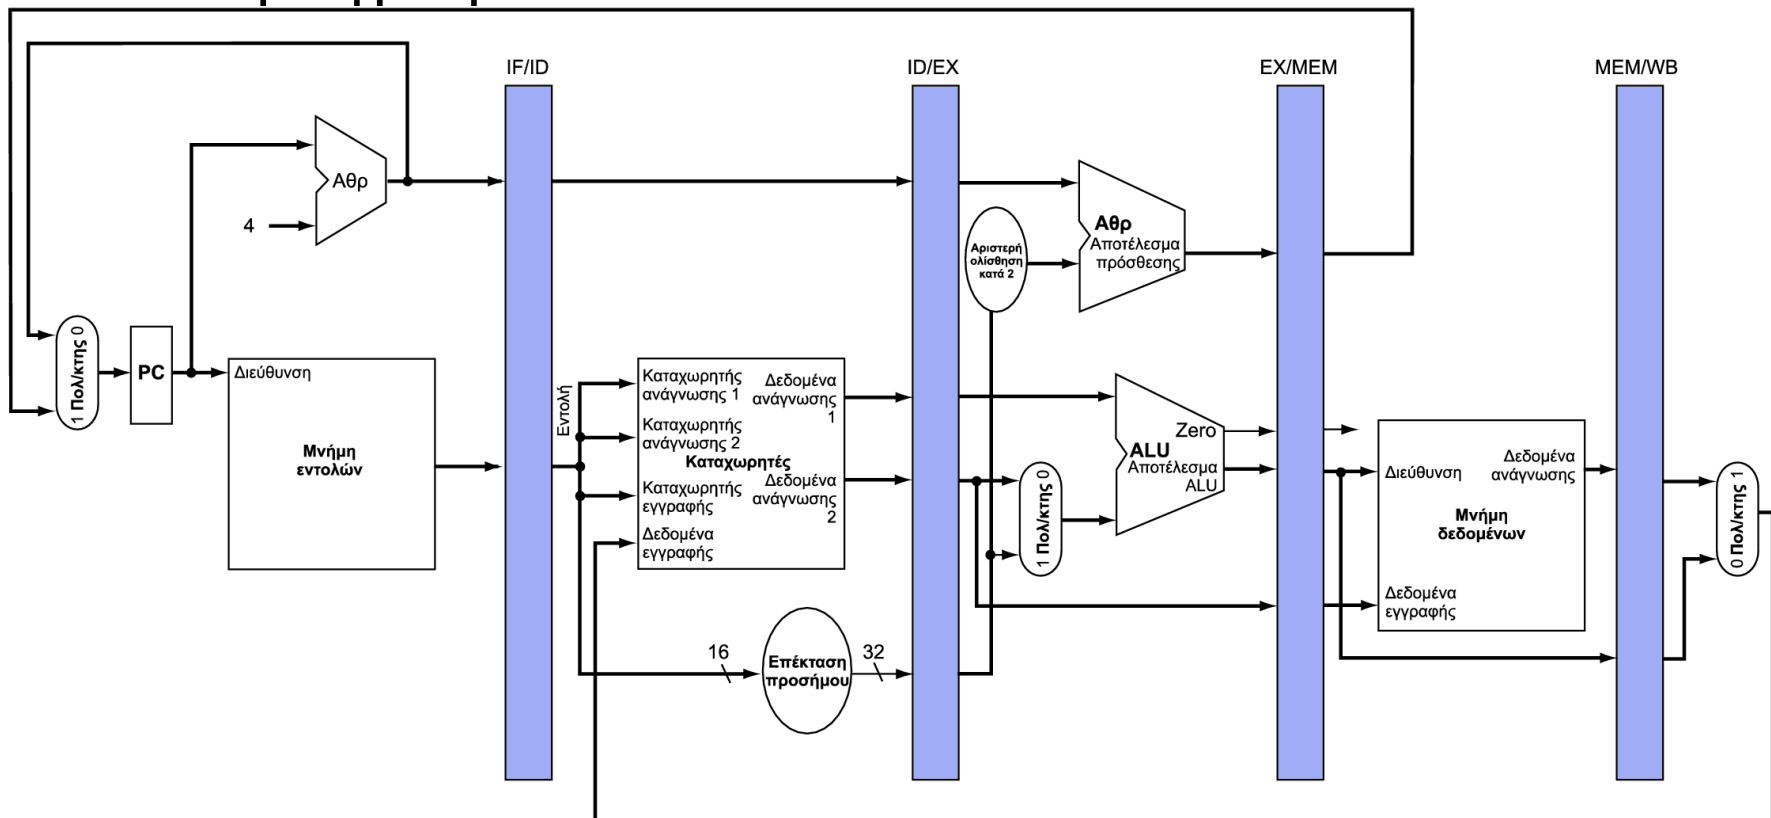 IF/ID
ID/EX
EX/MEM
MEM/WB
Αθρ
4
Αθρ
Αποτέλεσμα
πρόσθεσης
Αριστερή
ολίσθηση
κατά 2
1 Πολ/κτης 0
PC
Διεύθυνση
Μνήμη
εντολών
Εντολή
Καταχωρητής
ανάγνωσης 1
Καταχωρητής
ανάγνωσης 2
Καταχωρητές
Καταχωρητής
εγγραφής
Δεδομένα
εγγραφής
Δεδομένα
ανάγνωσης
1
Δεδομένα
ανάγνωσης
2
16
Επέκταση
προσήμου
32
1 Πολ/κτης 0
Zero
ALU
Αποτέλεσμα
ALU
Διεύθυνση
Δεδομένα
ανάγνωσης
Μνήμη
δεδομένων
Δεδομένα
εγγραφής
0 Πολ/κτης 1